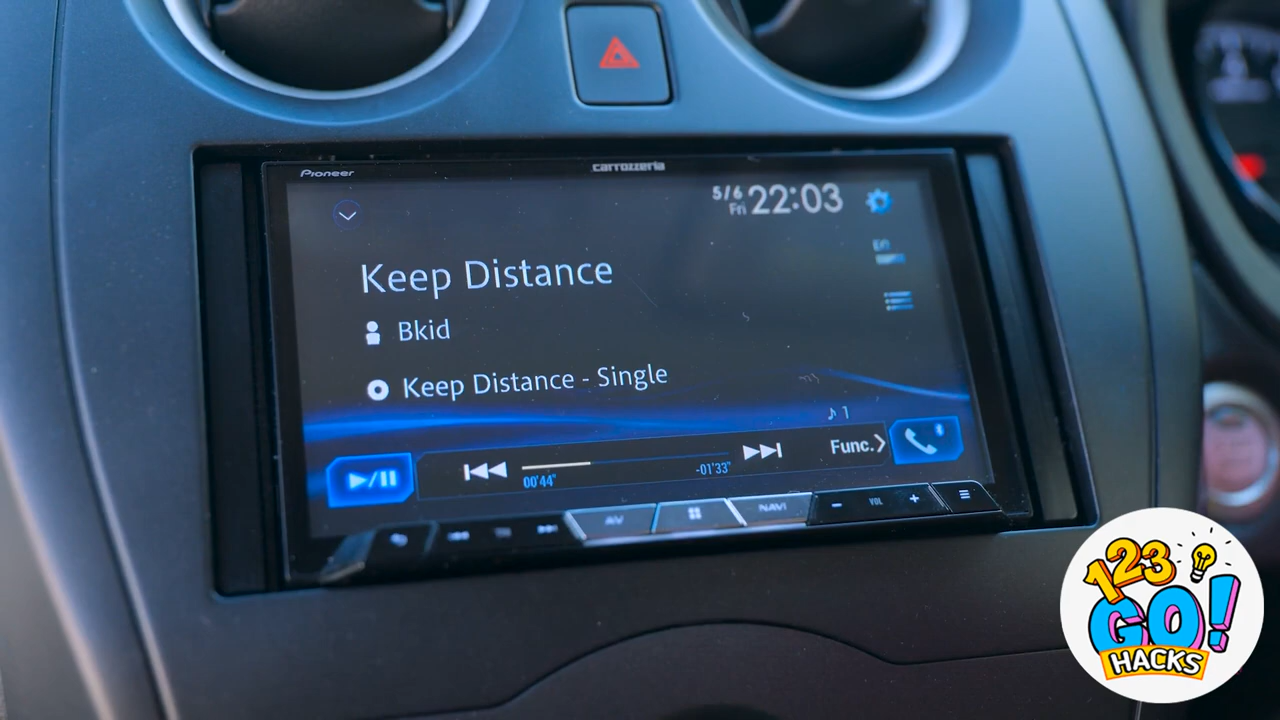 Pioneer
carrozzeria
5/6
Fri
22:03
Keep Distance
Bkid
Keep Distance - Single
1
00'44"
-01'33"
Func.
AV
NAVI
− VOL +
123
GO!
HACKS